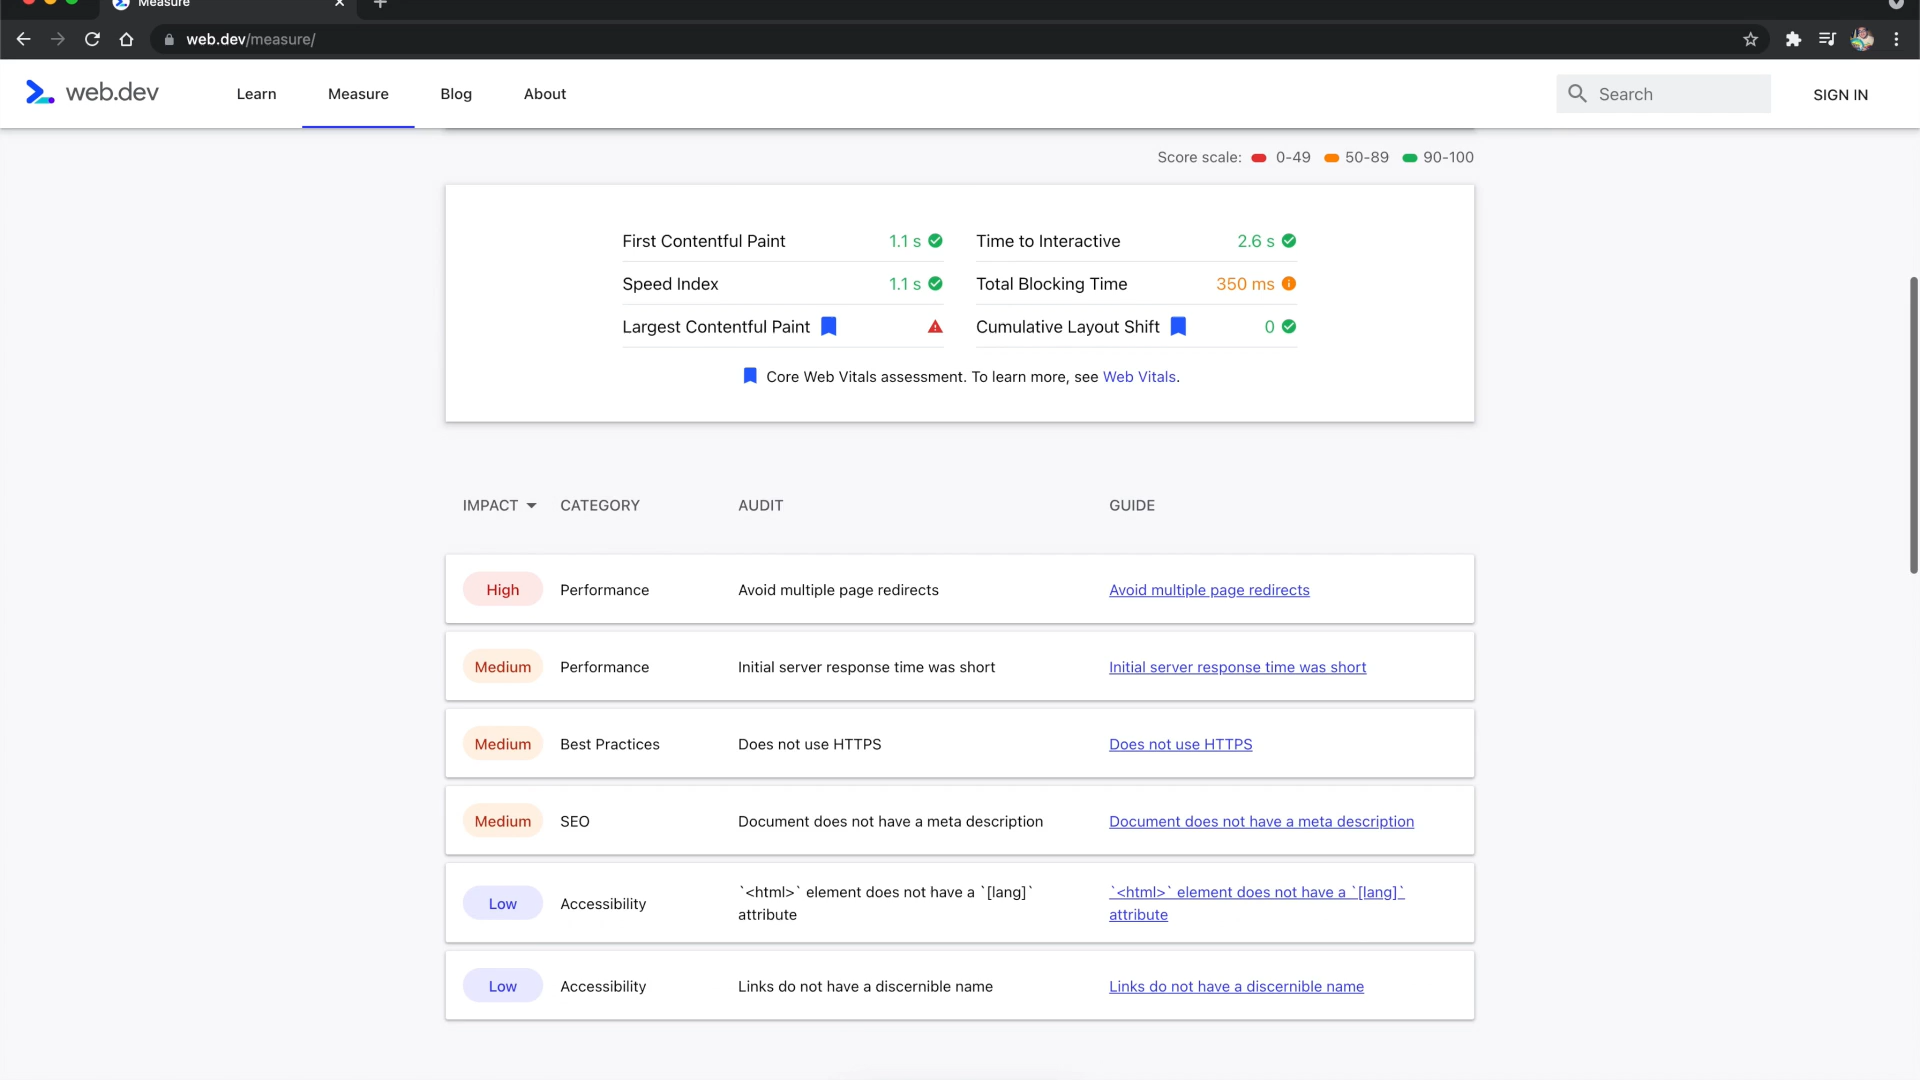 Measure
web.dev/measure/
web.dev
Learn
Measure
Blog
About
Search
SIGN IN
Score scale: 0-49 50-89 90-100
First Contentful Paint 1.1 s
Time to Interactive 2.6 s
Speed Index 1.1 s
Total Blocking Time 350 ms
Largest Contentful Paint
Cumulative Layout Shift 0
Core Web Vitals assessment. To learn more, see Web Vitals.
IMPACT CATEGORY AUDIT GUIDE
High Performance Avoid multiple page redirects Avoid multiple page redirects
Medium Performance Initial server response time was short Initial server response time was short
Medium Best Practices Does not use HTTPS Does not use HTTPS
Medium SEO Document does not have a meta description Document does not have a meta description
Low Accessibility
`<html>` element does not have a `[lang]`
attribute
`<html>` element does not have a `[lang]`
attribute
Low Accessibility Links do not have a discernible name Links do not have a discernible name